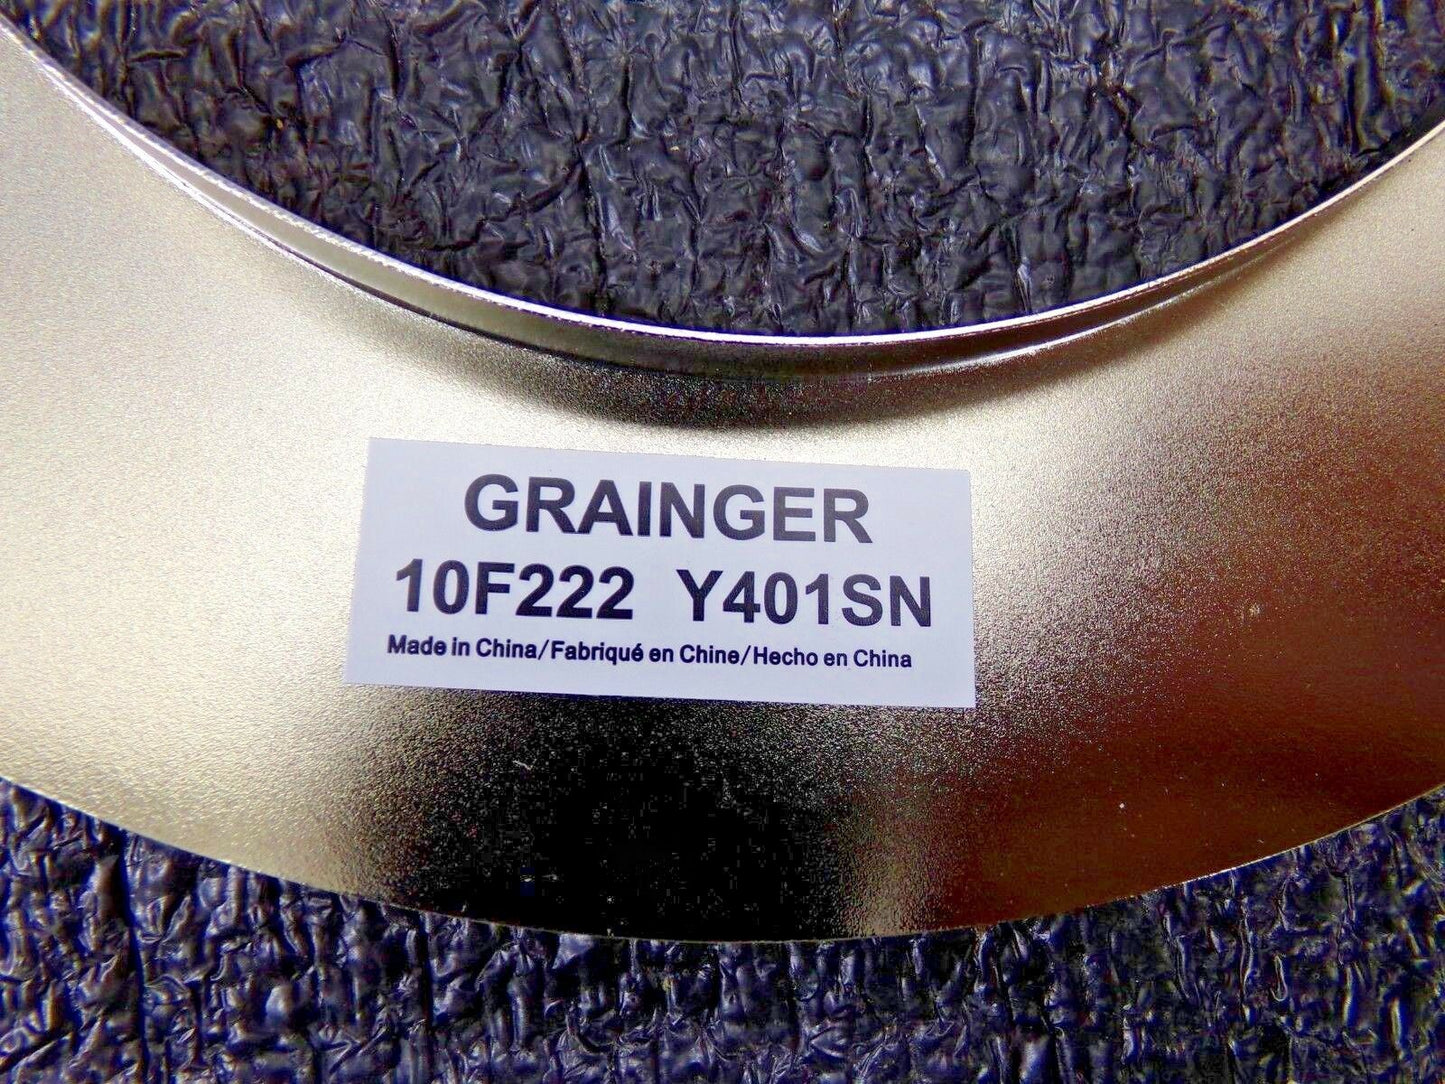 GRAINGER
10F222 Y401SN
Made in China/Fabriqué en Chine/Hecho en China